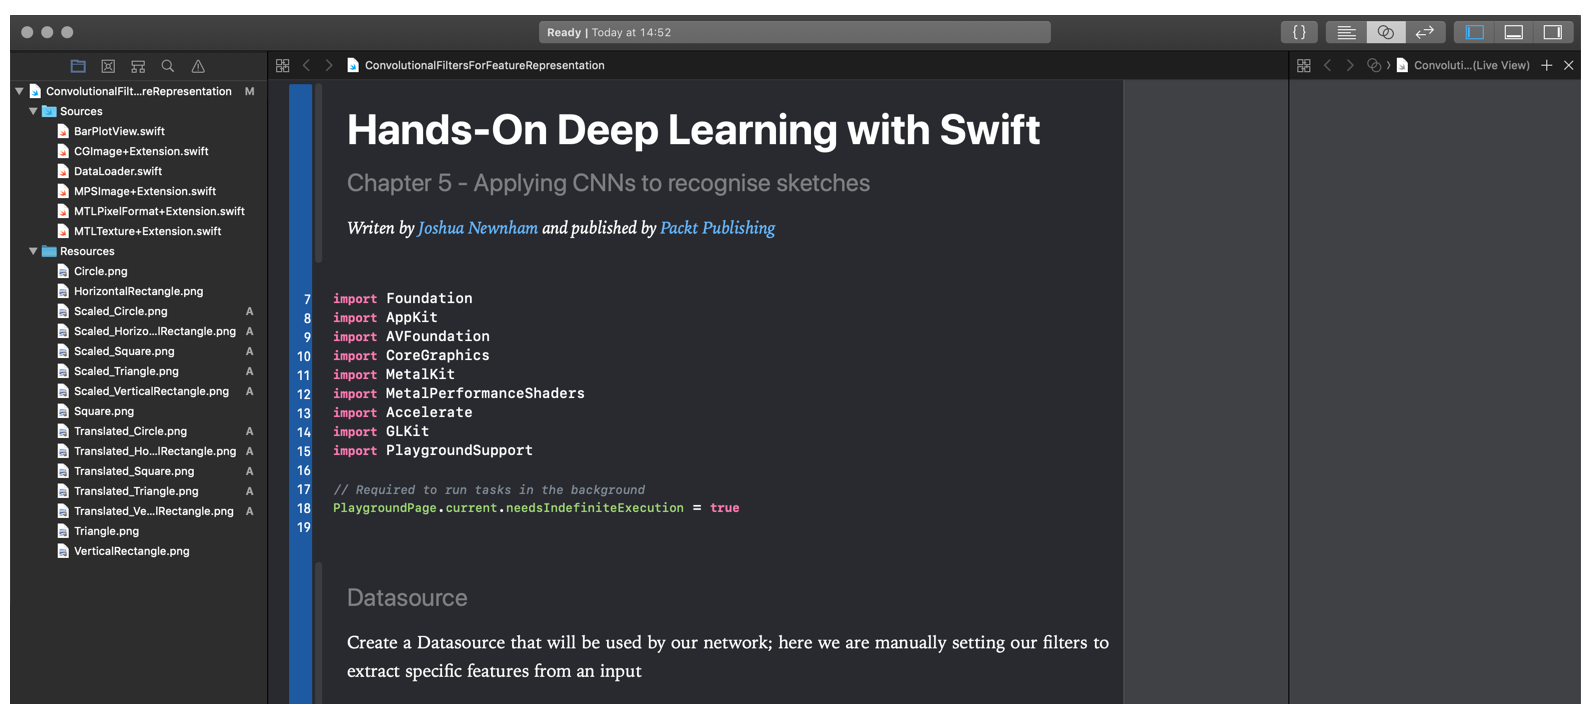 Ready | Today at 14:52
{}
ConvolutionalFiltersForFeatureRepresentation
Convoluti...(Live View)
ConvolutionalFilt...reRepresentation M
Sources
BarPlotView.swift
CGImage+Extension.swift
DataLoader.swift
MPSImage+Extension.swift
MTLPixelFormat+Extension.swift
MTLTexture+Extension.swift
Resources
Circle.png
HorizontalRectangle.png
Scaled_Circle.png A
Scaled_Horizo...lRectangle.png A
Scaled_Square.png A
Scaled_Triangle.png A
Scaled_VerticalRectangle.png A
Square.png
Translated_Circle.png A
Translated_Ho...lRectangle.png A
Translated_Square.png A
Translated_Triangle.png A
Translated_Ve...lRectangle.png A
Triangle.png
VerticalRectangle.png
Hands-On Deep Learning with Swift
Chapter 5 - Applying CNNs to recognise sketches
Writen by Joshua Newnham and published by Packt Publishing
7 import Foundation
8 import AppKit
9 import AVFoundation
10 import CoreGraphics
11 import MetalKit
12 import MetalPerformanceShaders
13 import Accelerate
14 import GLKit
15 import PlaygroundSupport
16
17 // Required to run tasks in the background
18 PlaygroundPage.current.needsIndefiniteExecution = true
19
Datasource
Create a Datasource that will be used by our network; here we are manually setting our filters to
extract specific features from an input